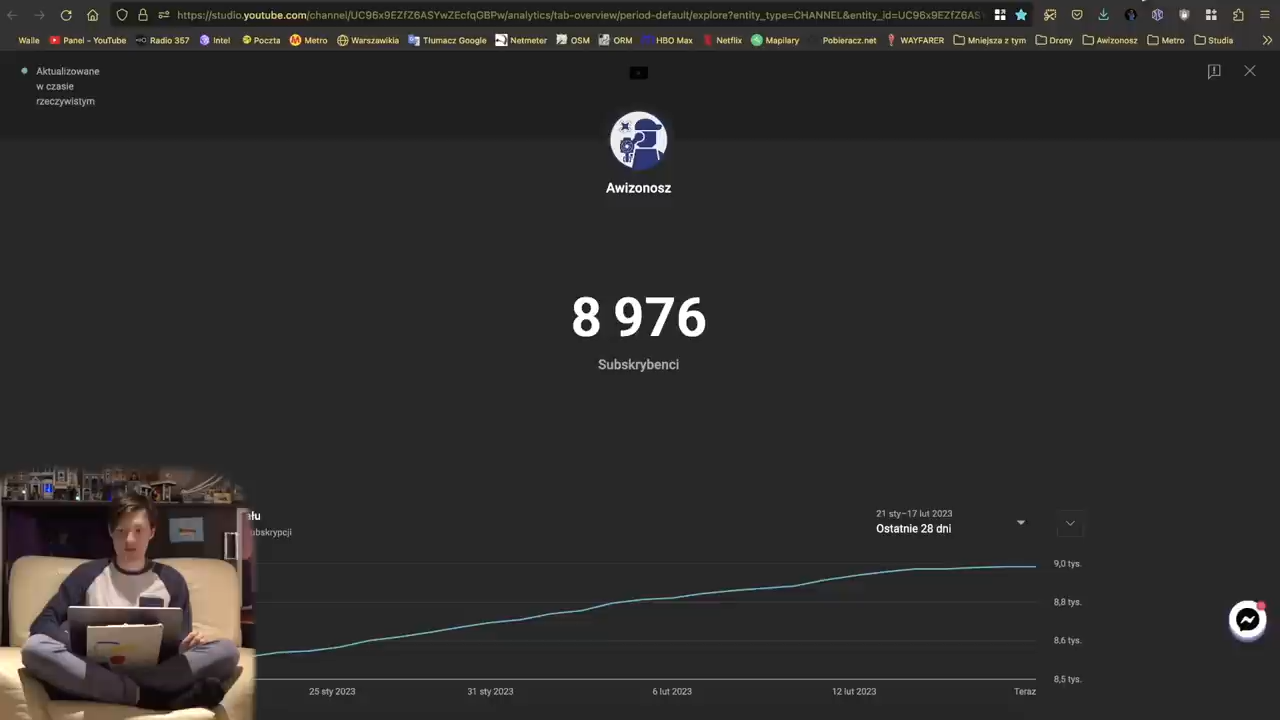 https://studio.youtube.com/channel/UC96x9EZfZ6ASYwZEcfqGBPw/analytics/tab-overview/period-default/explore?entity_type=CHANNEL&entity_id=UC96x9EZfZ6AS
Walle Panel - YouTube Radio 357 Intel Poczta Metro Warszawikia Tłumacz Google Netmeter OSM ORM HBO Max Netflix Mapilary Pobieracz.net WAYFARER Mniejsza z tym Drony Awizonosz Metro Studia
Aktualizowane
w czasie
rzeczywistym
Awizonosz
8 976
Subskrybenci
ału
ubskrypcji
21 sty–17 lut 2023
Ostatnie 28 dni
9,0 tys.
8,8 tys.
8,6 tys.
8,5 tys.
25 sty 2023 31 sty 2023 6 lut 2023 12 lut 2023 Teraz